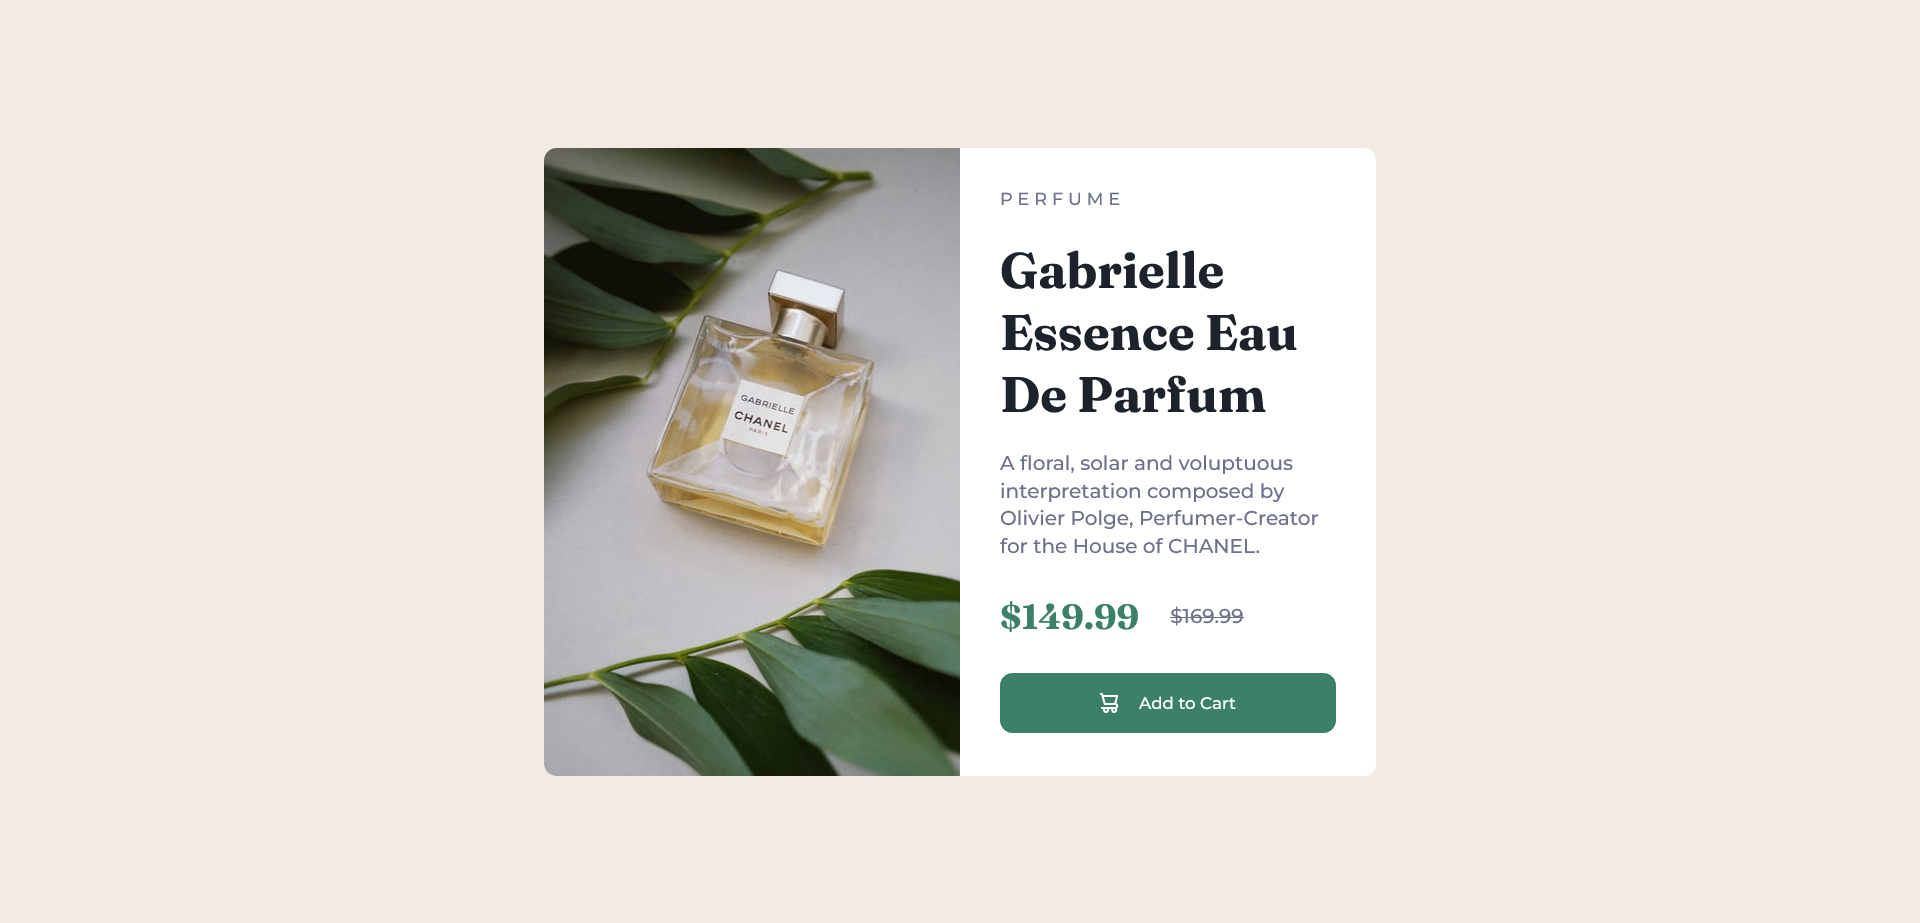 GABRIELLE
CHANEL
PARIS
PERFUME
Gabrielle
Essence Eau
De Parfum
A floral, solar and voluptuous
interpretation composed by
Olivier Polge, Perfumer-Creator
for the House of CHANEL.
$149.99 $169.99
Add to Cart